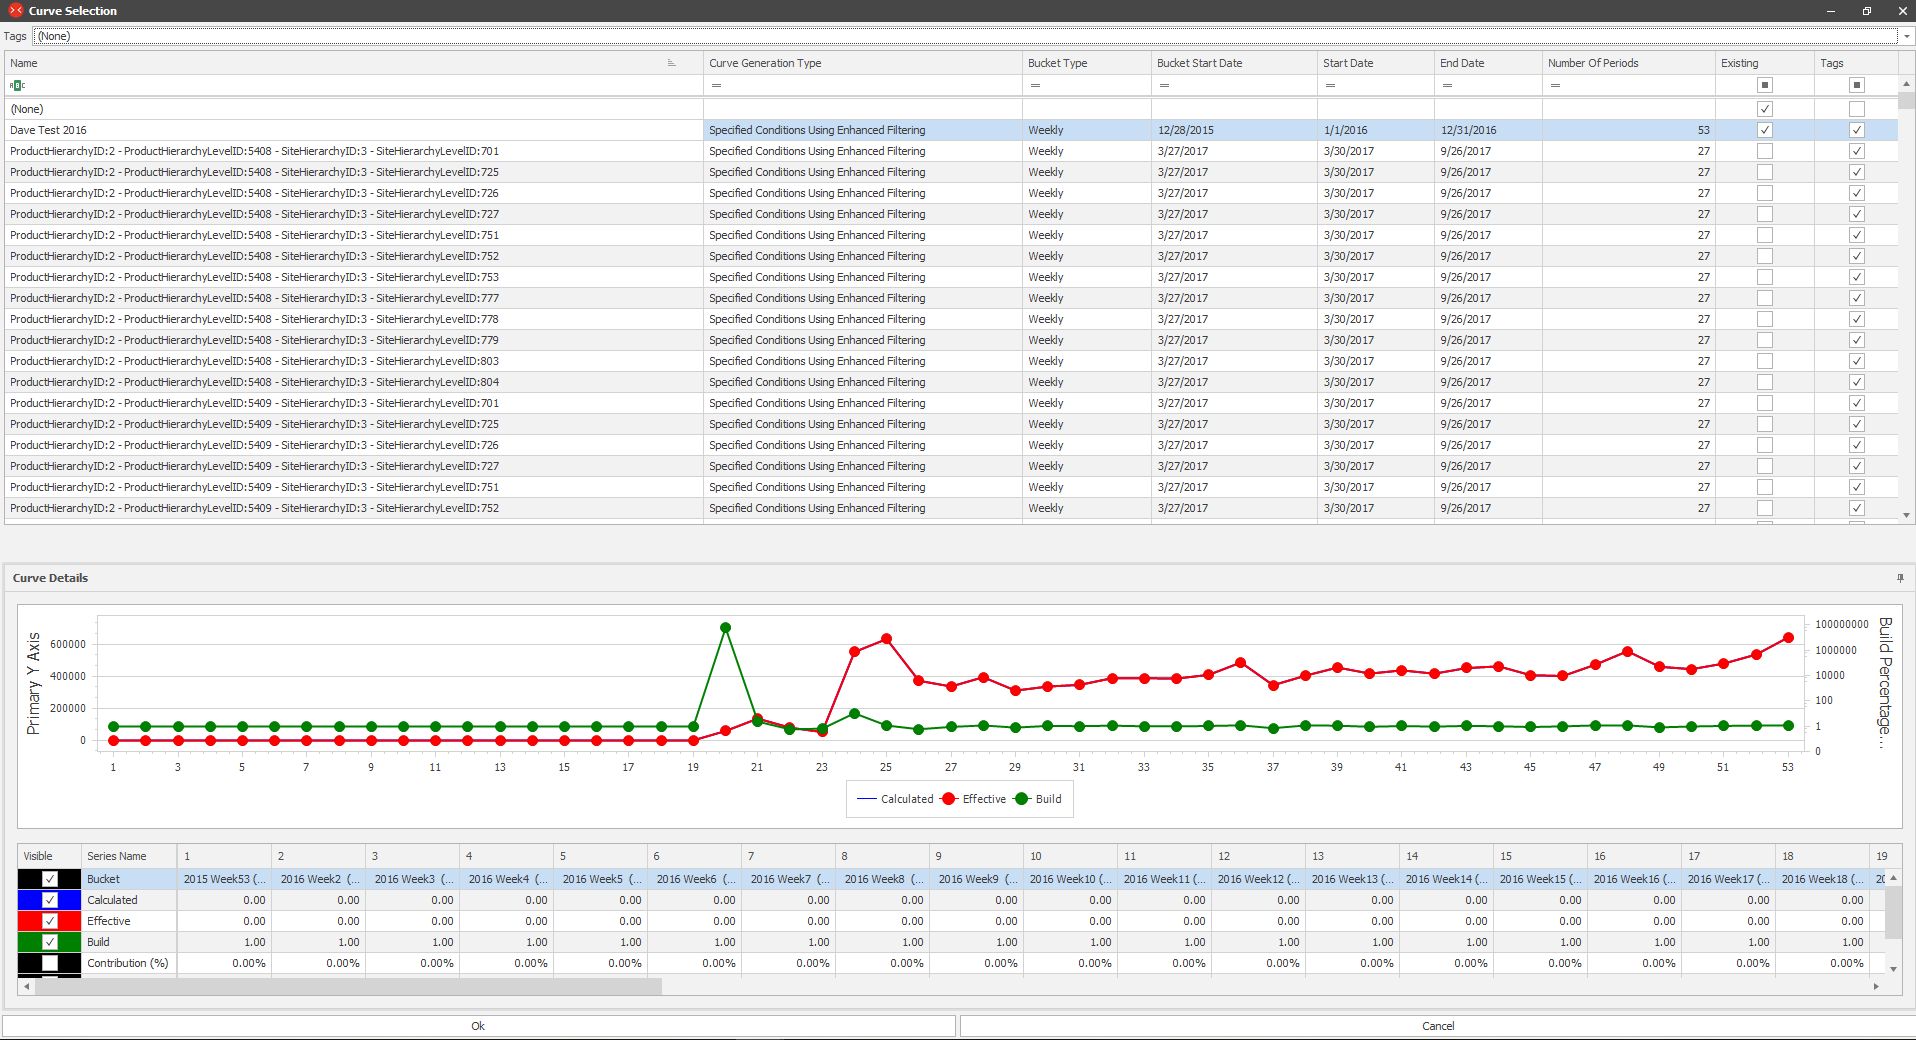 Curve Selection
Tags (None)
Name Curve Generation Type Bucket Type Bucket Start Date Start Date End Date Number Of Periods Existing Tags
ABC = = = = = =
(None)
Dave Test 2016 Specified Conditions Using Enhanced Filtering Weekly 12/28/2015 1/1/2016 12/31/2016 53
ProductHierarchyID:2 - ProductHierarchyLevelID:5408 - SiteHierarchyID:3 - SiteHierarchyLevelID:701 Specified Conditions Using Enhanced Filtering Weekly 3/27/2017 3/30/2017 9/26/2017 27
ProductHierarchyID:2 - ProductHierarchyLevelID:5408 - SiteHierarchyID:3 - SiteHierarchyLevelID:725 Specified Conditions Using Enhanced Filtering Weekly 3/27/2017 3/30/2017 9/26/2017 27
ProductHierarchyID:2 - ProductHierarchyLevelID:5408 - SiteHierarchyID:3 - SiteHierarchyLevelID:726 Specified Conditions Using Enhanced Filtering Weekly 3/27/2017 3/30/2017 9/26/2017 27
ProductHierarchyID:2 - ProductHierarchyLevelID:5408 - SiteHierarchyID:3 - SiteHierarchyLevelID:727 Specified Conditions Using Enhanced Filtering Weekly 3/27/2017 3/30/2017 9/26/2017 27
ProductHierarchyID:2 - ProductHierarchyLevelID:5408 - SiteHierarchyID:3 - SiteHierarchyLevelID:751 Specified Conditions Using Enhanced Filtering Weekly 3/27/2017 3/30/2017 9/26/2017 27
ProductHierarchyID:2 - ProductHierarchyLevelID:5408 - SiteHierarchyID:3 - SiteHierarchyLevelID:752 Specified Conditions Using Enhanced Filtering Weekly 3/27/2017 3/30/2017 9/26/2017 27
ProductHierarchyID:2 - ProductHierarchyLevelID:5408 - SiteHierarchyID:3 - SiteHierarchyLevelID:753 Specified Conditions Using Enhanced Filtering Weekly 3/27/2017 3/30/2017 9/26/2017 27
ProductHierarchyID:2 - ProductHierarchyLevelID:5408 - SiteHierarchyID:3 - SiteHierarchyLevelID:777 Specified Conditions Using Enhanced Filtering Weekly 3/27/2017 3/30/2017 9/26/2017 27
ProductHierarchyID:2 - ProductHierarchyLevelID:5408 - SiteHierarchyID:3 - SiteHierarchyLevelID:778 Specified Conditions Using Enhanced Filtering Weekly 3/27/2017 3/30/2017 9/26/2017 27
ProductHierarchyID:2 - ProductHierarchyLevelID:5408 - SiteHierarchyID:3 - SiteHierarchyLevelID:779 Specified Conditions Using Enhanced Filtering Weekly 3/27/2017 3/30/2017 9/26/2017 27
ProductHierarchyID:2 - ProductHierarchyLevelID:5408 - SiteHierarchyID:3 - SiteHierarchyLevelID:803 Specified Conditions Using Enhanced Filtering Weekly 3/27/2017 3/30/2017 9/26/2017 27
ProductHierarchyID:2 - ProductHierarchyLevelID:5408 - SiteHierarchyID:3 - SiteHierarchyLevelID:804 Specified Conditions Using Enhanced Filtering Weekly 3/27/2017 3/30/2017 9/26/2017 27
ProductHierarchyID:2 - ProductHierarchyLevelID:5409 - SiteHierarchyID:3 - SiteHierarchyLevelID:701 Specified Conditions Using Enhanced Filtering Weekly 3/27/2017 3/30/2017 9/26/2017 27
ProductHierarchyID:2 - ProductHierarchyLevelID:5409 - SiteHierarchyID:3 - SiteHierarchyLevelID:725 Specified Conditions Using Enhanced Filtering Weekly 3/27/2017 3/30/2017 9/26/2017 27
ProductHierarchyID:2 - ProductHierarchyLevelID:5409 - SiteHierarchyID:3 - SiteHierarchyLevelID:726 Specified Conditions Using Enhanced Filtering Weekly 3/27/2017 3/30/2017 9/26/2017 27
ProductHierarchyID:2 - ProductHierarchyLevelID:5409 - SiteHierarchyID:3 - SiteHierarchyLevelID:727 Specified Conditions Using Enhanced Filtering Weekly 3/27/2017 3/30/2017 9/26/2017 27
ProductHierarchyID:2 - ProductHierarchyLevelID:5409 - SiteHierarchyID:3 - SiteHierarchyLevelID:751 Specified Conditions Using Enhanced Filtering Weekly 3/27/2017 3/30/2017 9/26/2017 27
ProductHierarchyID:2 - ProductHierarchyLevelID:5409 - SiteHierarchyID:3 - SiteHierarchyLevelID:752 Specified Conditions Using Enhanced Filtering Weekly 3/27/2017 3/30/2017 9/26/2017 27
Curve Details
Primary Y Axis
600000
400000
200000
0
100000000
1000000
10000
100
1
0
Build Percentage...
1 3 5 7 9 11 13 15 17 19 21 23 25 27 29 31 33 35 37 39 41 43 45 47 49 51 53
Calculated Effective Build
Visible Series Name 1 2 3 4 5 6 7 8 9 10 11 12 13 14 15 16 17 18 19
Bucket 2015 Week53 (... 2016 Week2 (... 2016 Week3 (... 2016 Week4 (... 2016 Week5 (... 2016 Week6 (... 2016 Week7 (... 2016 Week8 (... 2016 Week9 (... 2016 Week10 (... 2016 Week11 (... 2016 Week12 (... 2016 Week13 (... 2016 Week14 (... 2016 Week15 (... 2016 Week16 (... 2016 Week17 (... 2016 Week18 (... 20
Calculated 0.00 0.00 0.00 0.00 0.00 0.00 0.00 0.00 0.00 0.00 0.00 0.00 0.00 0.00 0.00 0.00 0.00 0.00
Effective 0.00 0.00 0.00 0.00 0.00 0.00 0.00 0.00 0.00 0.00 0.00 0.00 0.00 0.00 0.00 0.00 0.00 0.00
Build 1.00 1.00 1.00 1.00 1.00 1.00 1.00 1.00 1.00 1.00 1.00 1.00 1.00 1.00 1.00 1.00 1.00 1.00
Contribution (%) 0.00% 0.00% 0.00% 0.00% 0.00% 0.00% 0.00% 0.00% 0.00% 0.00% 0.00% 0.00% 0.00% 0.00% 0.00% 0.00% 0.00% 0.00%
Ok Cancel